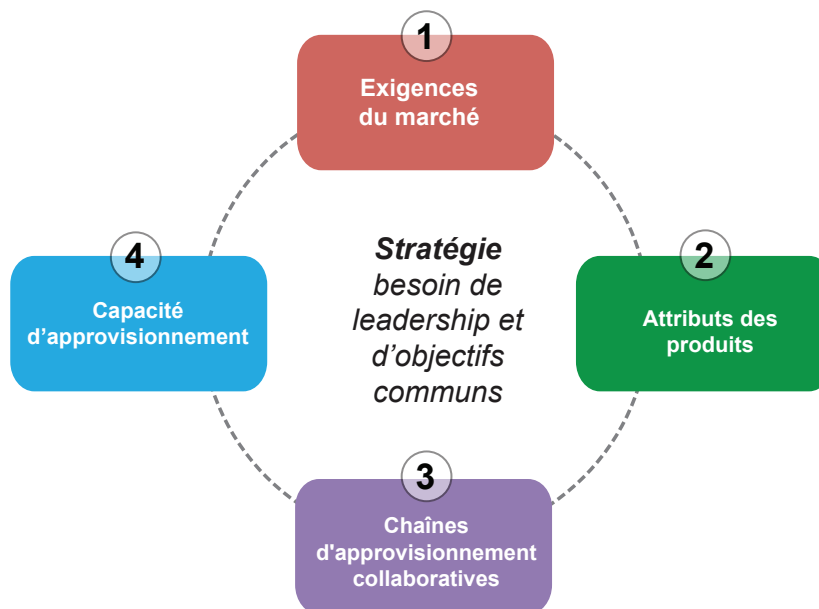 1
Exigences
du marché
2
Attributs des
produits
3
Chaînes
d'approvisionnement
collaboratives
4
Capacité
d’approvisionnement
Stratégie
besoin de
leadership et
d’objectifs
communs